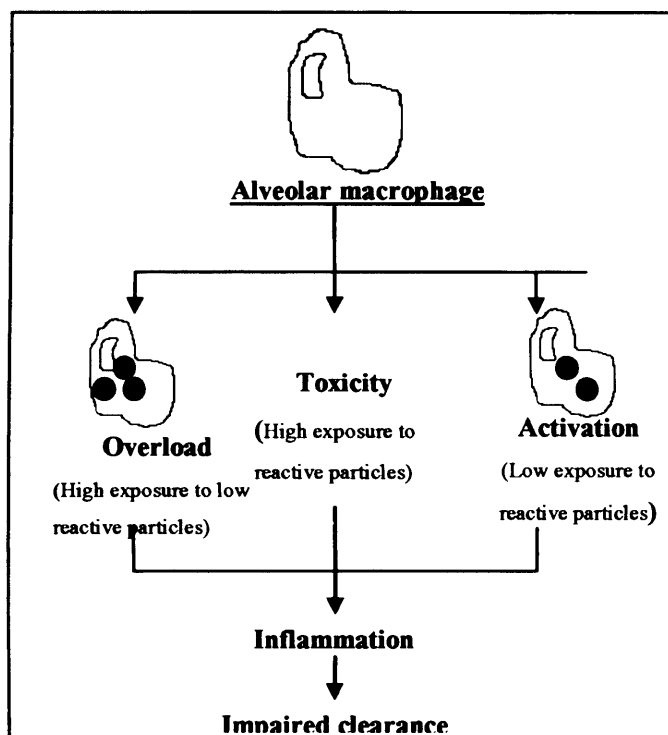 Alveolar macrophage
Toxicity
(High exposure to
reactive particles)
Overload
(High exposure to low
reactive particles)
Activation
(Low exposure to
reactive particles)
Inflammation
Impaired clearance